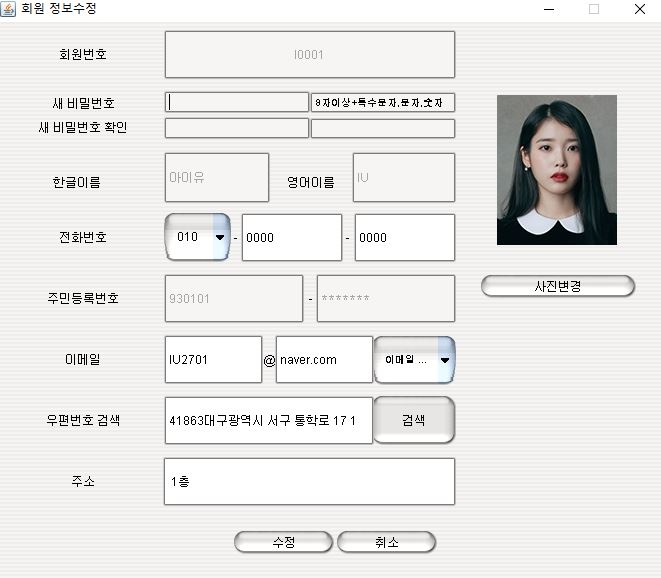 회원 정보수정
회원번호
I0001
새 비밀번호
9자이상+특수문자,문자,숫자
새 비밀번호 확인
한글이름
아이유
영어이름
IU
전화번호
010 - 0000 - 0000
주민등록번호
930101 - *******
이메일
IU2701 @ naver.com 이메일 ...
우편번호 검색
41863대구광역시 서구 통학로 17 1
검색
주소
1층
사진변경
수정
취소